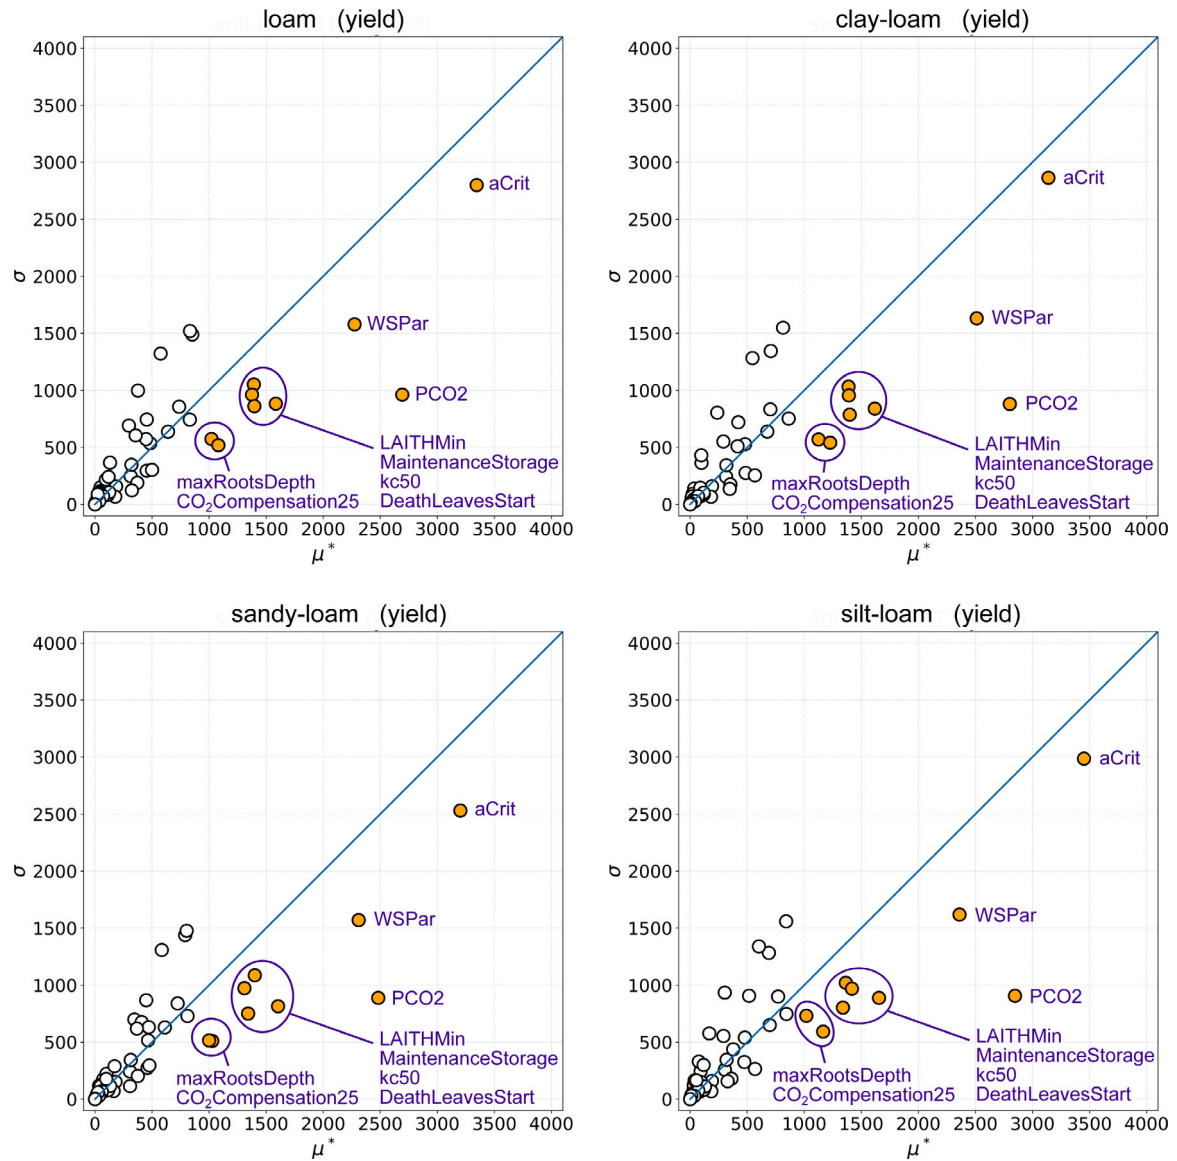 loam (yield)
4000
3500
3000
2500
2000
1500
1000
500
0
σ
aCrit
WSPar
PCO2
LAITHMin
MaintenanceStorage
kc50
DeathLeavesStart
maxRootsDepth
CO₂Compensation25
0 500 1000 1500 2000 2500 3000 3500 4000
μ*
clay-loam (yield)
4000
3500
3000
2500
2000
1500
1000
500
0
σ
aCrit
WSPar
PCO2
LAITHMin
MaintenanceStorage
kc50
DeathLeavesStart
maxRootsDepth
CO₂Compensation25
0 500 1000 1500 2000 2500 3000 3500 4000
μ*
sandy-loam (yield)
4000
3500
3000
2500
2000
1500
1000
500
0
σ
aCrit
WSPar
PCO2
LAITHMin
MaintenanceStorage
kc50
DeathLeavesStart
maxRootsDepth
CO₂Compensation25
0 500 1000 1500 2000 2500 3000 3500 4000
μ*
silt-loam (yield)
4000
3500
3000
2500
2000
1500
1000
500
0
σ
aCrit
WSPar
PCO2
LAITHMin
MaintenanceStorage
kc50
DeathLeavesStart
maxRootsDepth
CO₂Compensation25
0 500 1000 1500 2000 2500 3000 3500 4000
μ*